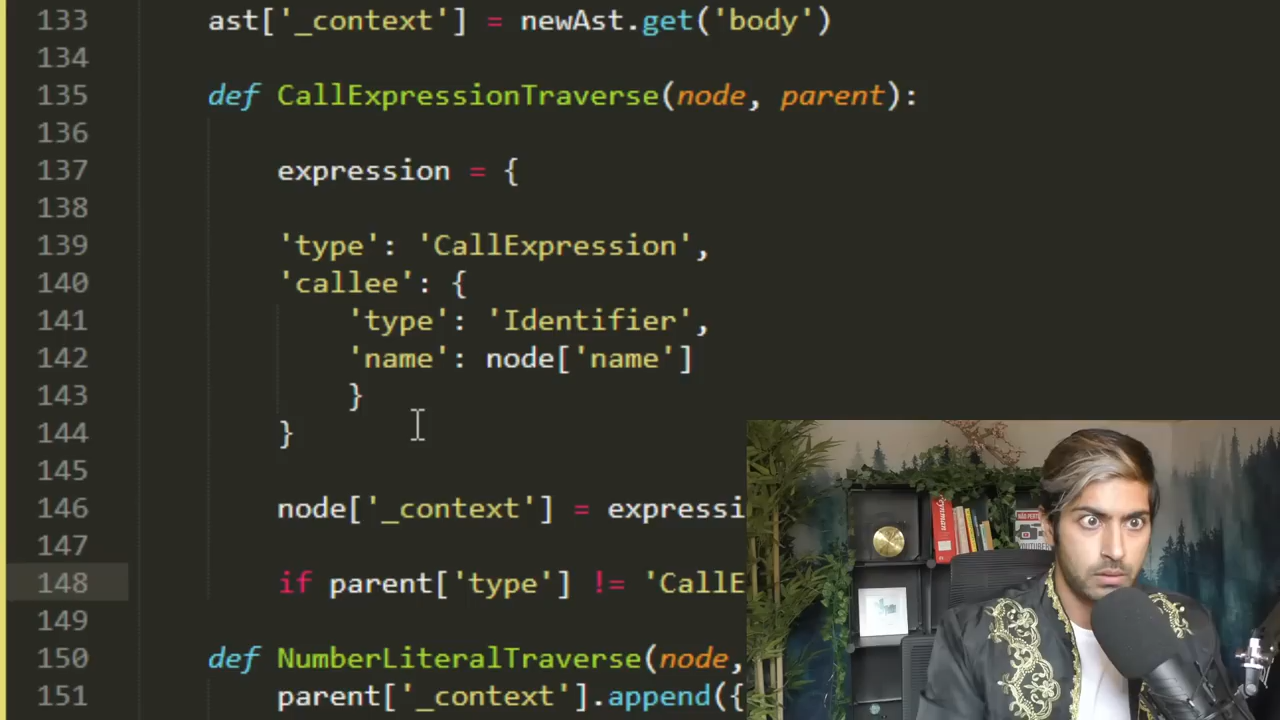 133 ast['_context'] = newAst.get('body')
134
135 def CallExpressionTraverse(node, parent):
136
137 expression = {
138
139 'type': 'CallExpression',
140 'callee': {
141 'type': 'Identifier',
142 'name': node['name']
143 }
144 }
145
146 node['_context'] = expressi
147
148 if parent['type'] != 'CallE
149
150 def NumberLiteralTraverse(node,
151 parent['_context'].append({